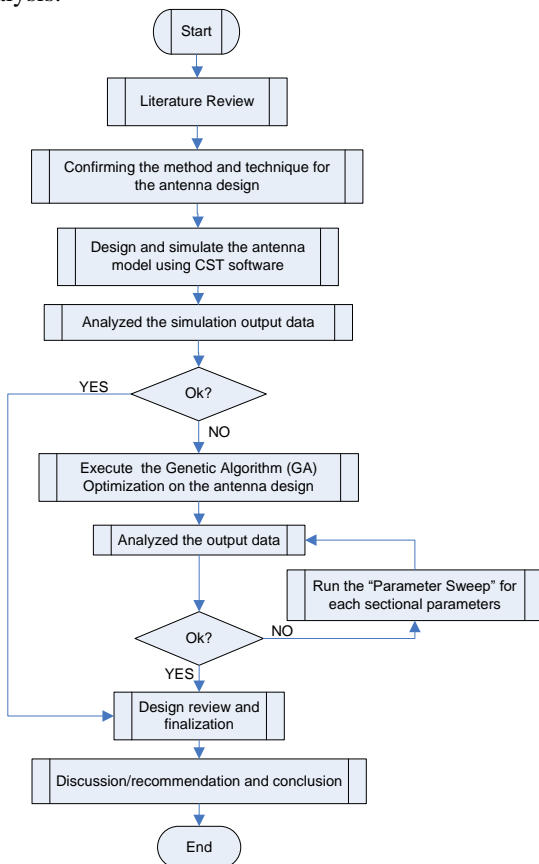 alysis.
Start
Literature Review
Confirming the method and technique for
the antenna design
Design and simulate the antenna
model using CST software
Analyzed the simulation output data
YES
Ok?
NO
Execute the Genetic Algorithm (GA)
Optimization on the antenna design
Analyzed the output data
Run the “Parameter Sweep” for
each sectional parameters
Ok?
NO
YES
Design review and
finalization
Discussion/recommendation and conclusion
End